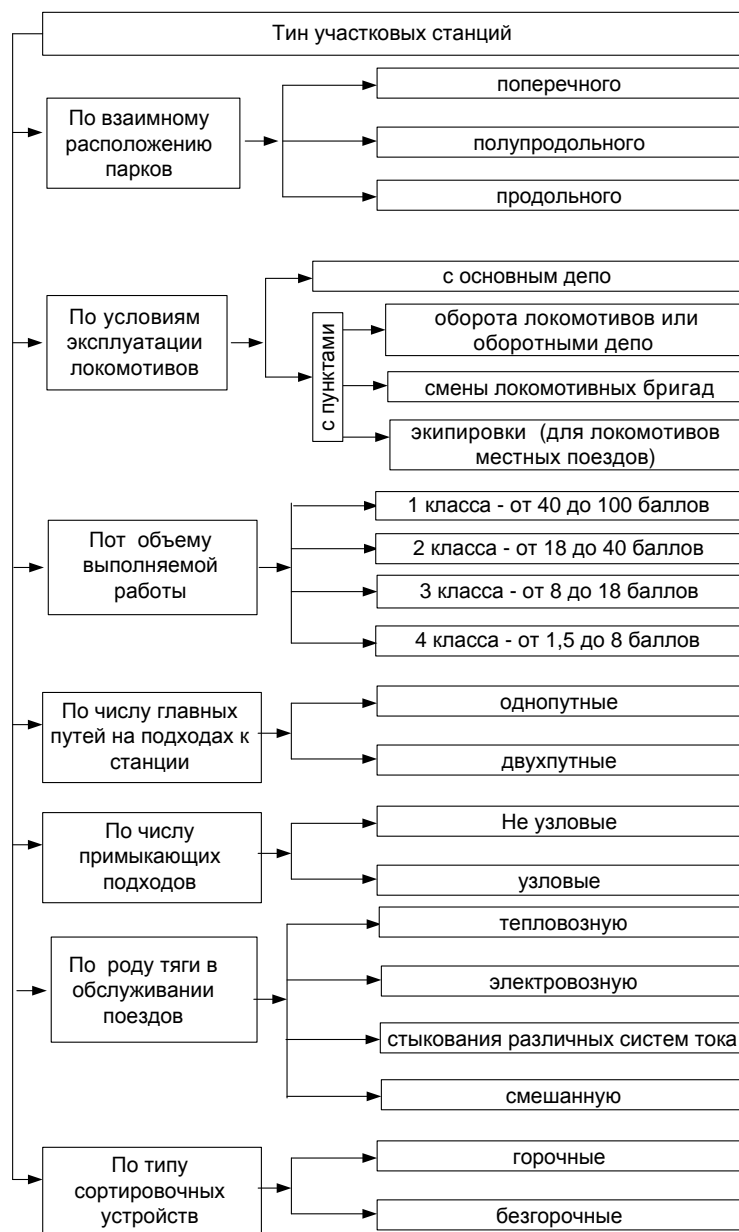 Тин участковых станций
По взаимному
расположению
парков
поперечного
полупродольного
продольного
По условиям
эксплуатации
локомотивов
с основным депо
с пунктами
оборота локомотивов или
оборотными депо
смены локомотивных бригад
экипировки (для локомотивов
местных поездов)
Пот объему
выполняемой
работы
1 класса - от 40 до 100 баллов
2 класса - от 18 до 40 баллов
3 класса - от 8 до 18 баллов
4 класса - от 1,5 до 8 баллов
По числу главных
путей на подходах к
станции
однопутные
двухпутные
По числу
примыкающих
подходов
Не узловые
узловые
По роду тяги в
обслуживании
поездов
тепловозную
электровозную
стыкования различных систем тока
смешанную
По типу
сортировочных
устройств
горочные
безгорочные